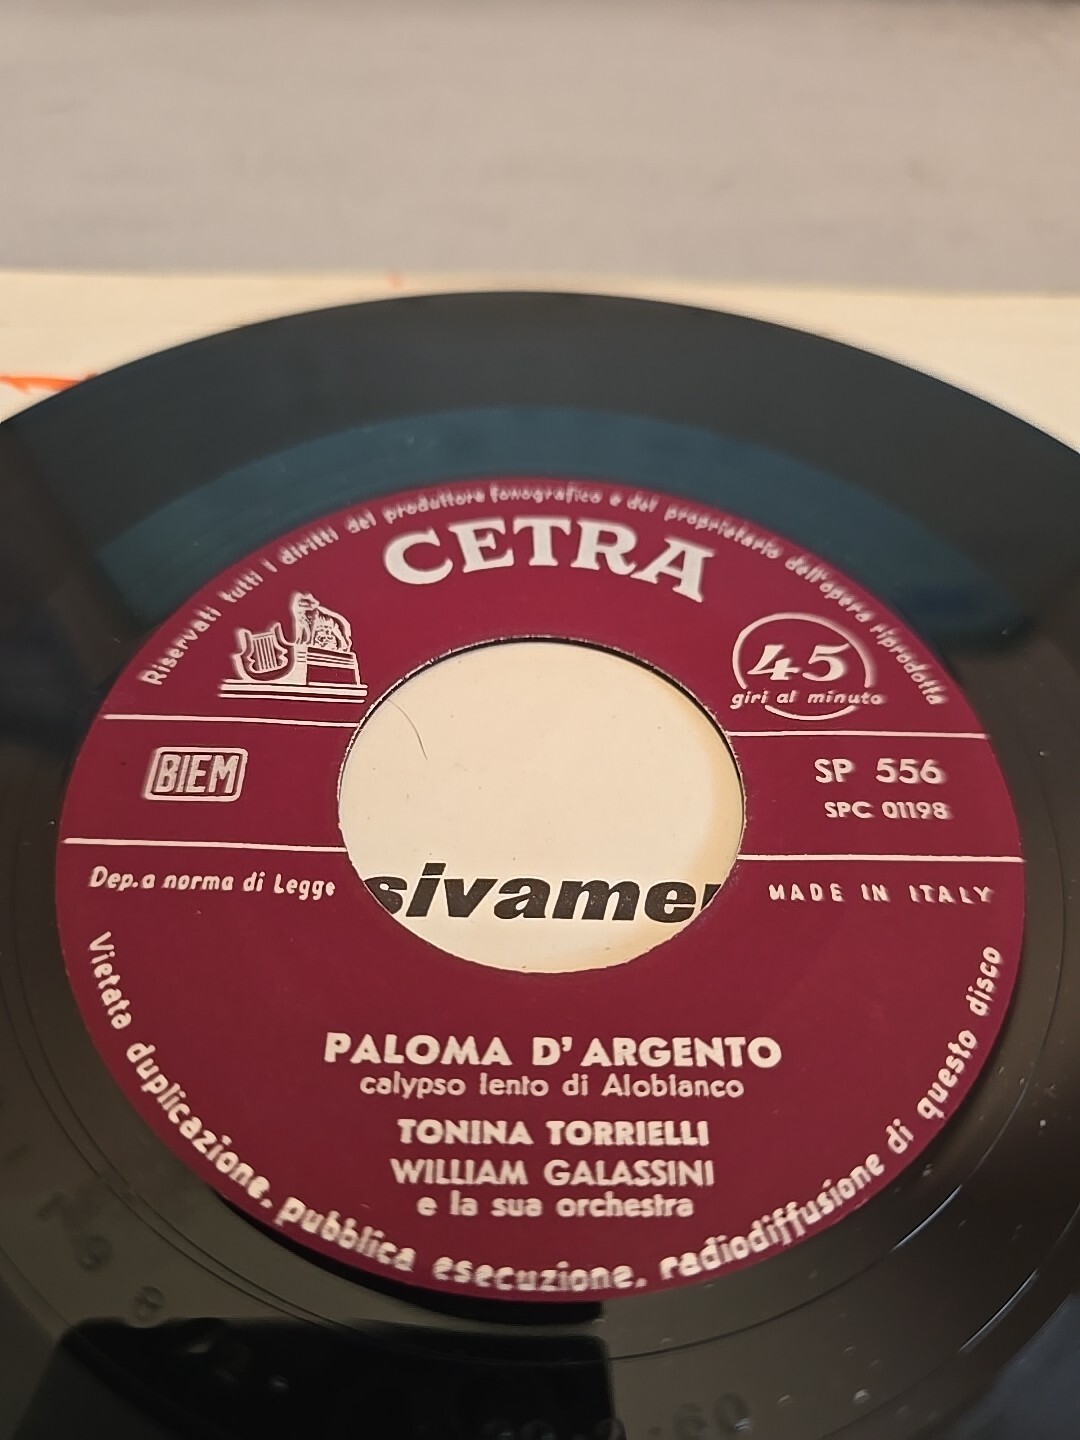 Riservati tutti i diritti del produttore fonografico e del proprietario dell'opera riprodotta
CETRA
45
giri al minuto
BIEM
SP 556
SPC 01198
Dep. a norma di Legge
MADE IN ITALY
sivame
PALOMA D'ARGENTO
calypso lento di Alobianco
TONINA TORRIELLI
WILLIAM GALASSINI
e la sua orchestra
Vietata duplicazione, pubblica esecuzione, radiodiffusione di questo disco